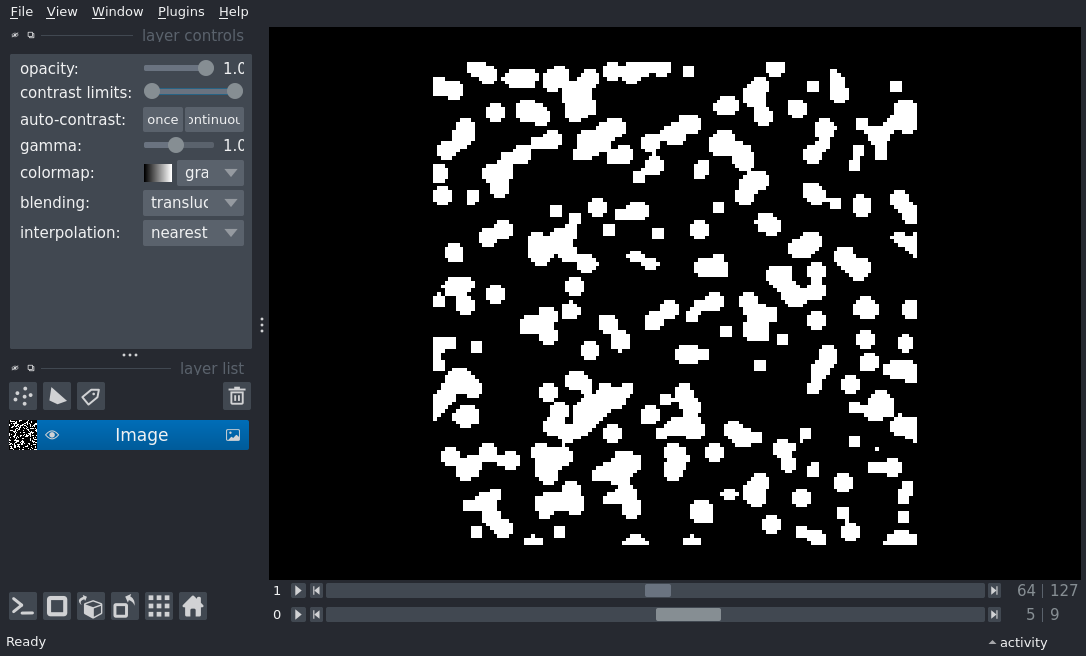 File View Window Plugins Help
layer controls
opacity: 1.0
contrast limits:
auto-contrast: once ontinuou
gamma: 1.0
colormap: gra
blending: transluc
interpolation: nearest
layer list
Image
1 64 127
0 5 9
Ready activity